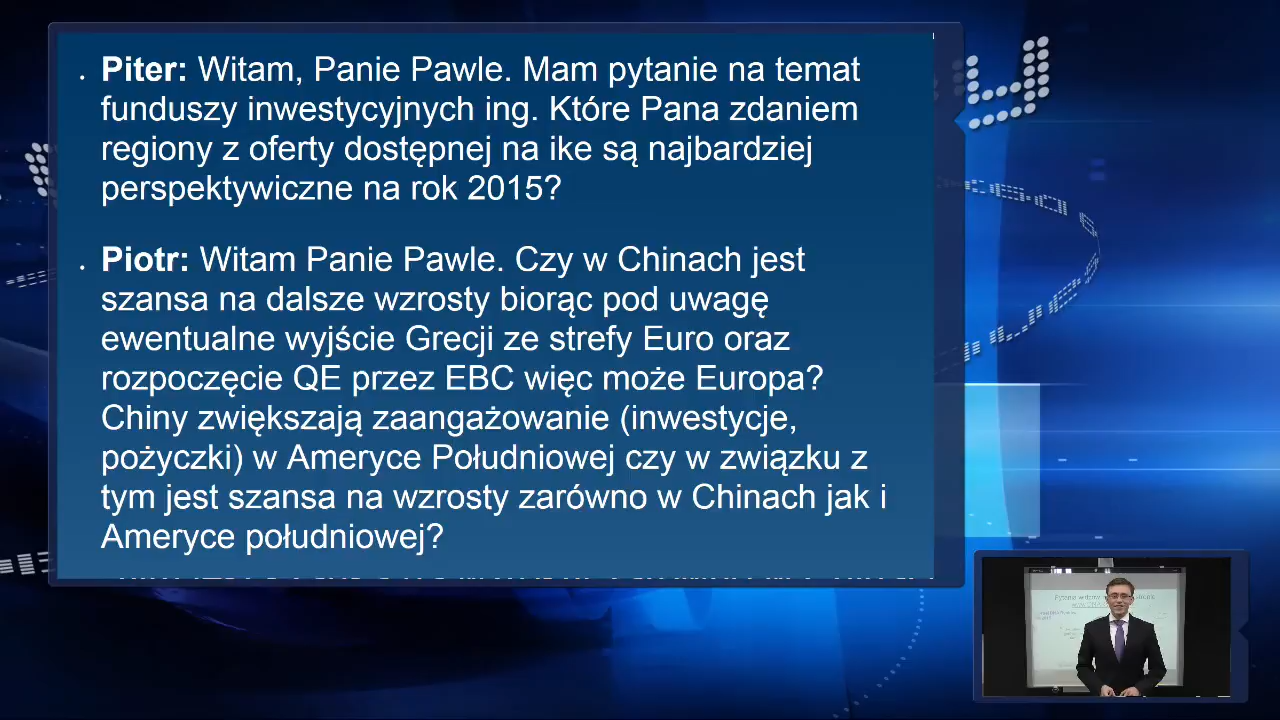 • Piter: Witam, Panie Pawle. Mam pytanie na temat
funduszy inwestycyjnych ing. Które Pana zdaniem
regiony z oferty dostępnej na ike są najbardziej
perspektywiczne na rok 2015?
• Piotr: Witam Panie Pawle. Czy w Chinach jest
szansa na dalsze wzrosty biorąc pod uwagę
ewentualne wyjście Grecji ze strefy Euro oraz
rozpoczęcie QE przez EBC więc może Europa?
Chiny zwiększają zaangażowanie (inwestycje,
pożyczki) w Ameryce Południowej czy w związku z
tym jest szansa na wzrosty zarówno w Chinach jak i
Ameryce południowej?